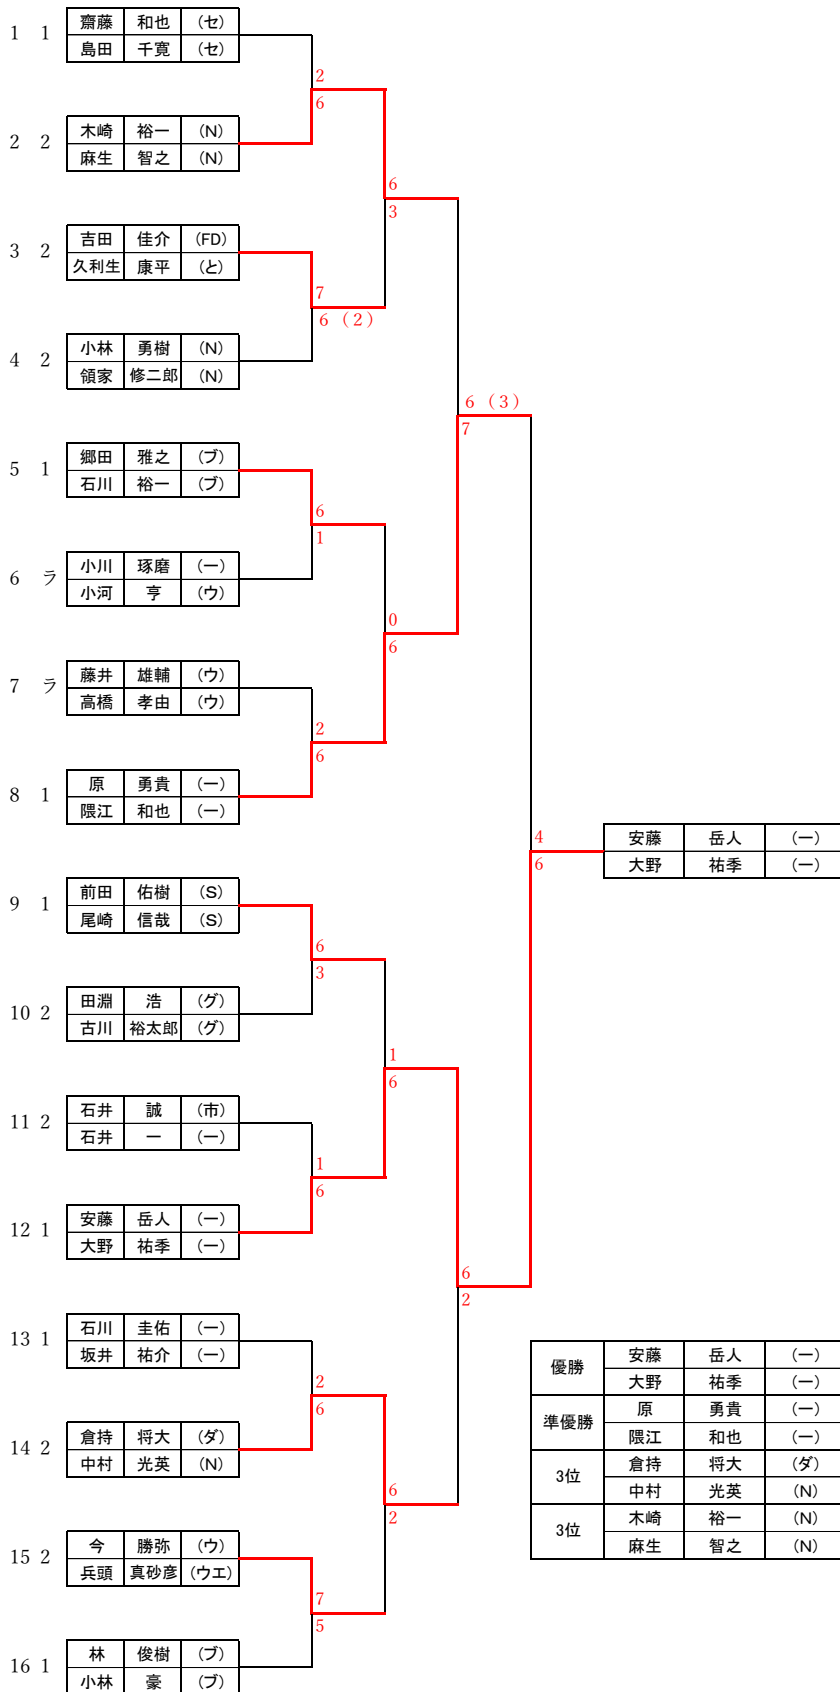 1 1 齋藤 和也 (セ)
島田 千寛 (セ)
2
6
2 2 木崎 裕一 (N)
麻生 智之 (N)
6
3
3 2 吉田 佳介 (FD)
久利生 康平 (と)
7
6 (2)
4 2 小林 勇樹 (N)
領家 修二郎 (N)
6 (3)
7
5 1 郷田 雅之 (ブ)
石川 裕一 (ブ)
6
1
6 ラ 小川 琢磨 (一)
小河 亨 (ウ)
0
6
7 ラ 藤井 雄輔 (ウ)
高橋 孝由 (ウ)
2
6
8 1 原 勇貴 (一)
隈江 和也 (一)
4 安藤 岳人 (一)
6 大野 祐季 (一)
9 1 前田 佑樹 (S)
尾崎 信哉 (S)
6
3
10 2 田淵 浩 (グ)
古川 裕太郎 (グ)
1
6
11 2 石井 誠 (市)
石井 一 (一)
1
6
12 1 安藤 岳人 (一)
大野 祐季 (一)
6
2
13 1 石川 圭佑 (一)
坂井 祐介 (一)
2
6
14 2 倉持 将大 (ダ)
中村 光英 (N)
6
2
15 2 今 勝弥 (ウ)
兵頭 真砂彦 (ウエ)
7
5
16 1 林 俊樹 (ブ)
小林 豪 (ブ)
優勝 安藤 岳人 (一)
大野 祐季 (一)
準優勝 原 勇貴 (一)
隈江 和也 (一)
3位 倉持 将大 (ダ)
中村 光英 (N)
3位 木崎 裕一 (N)
麻生 智之 (N)